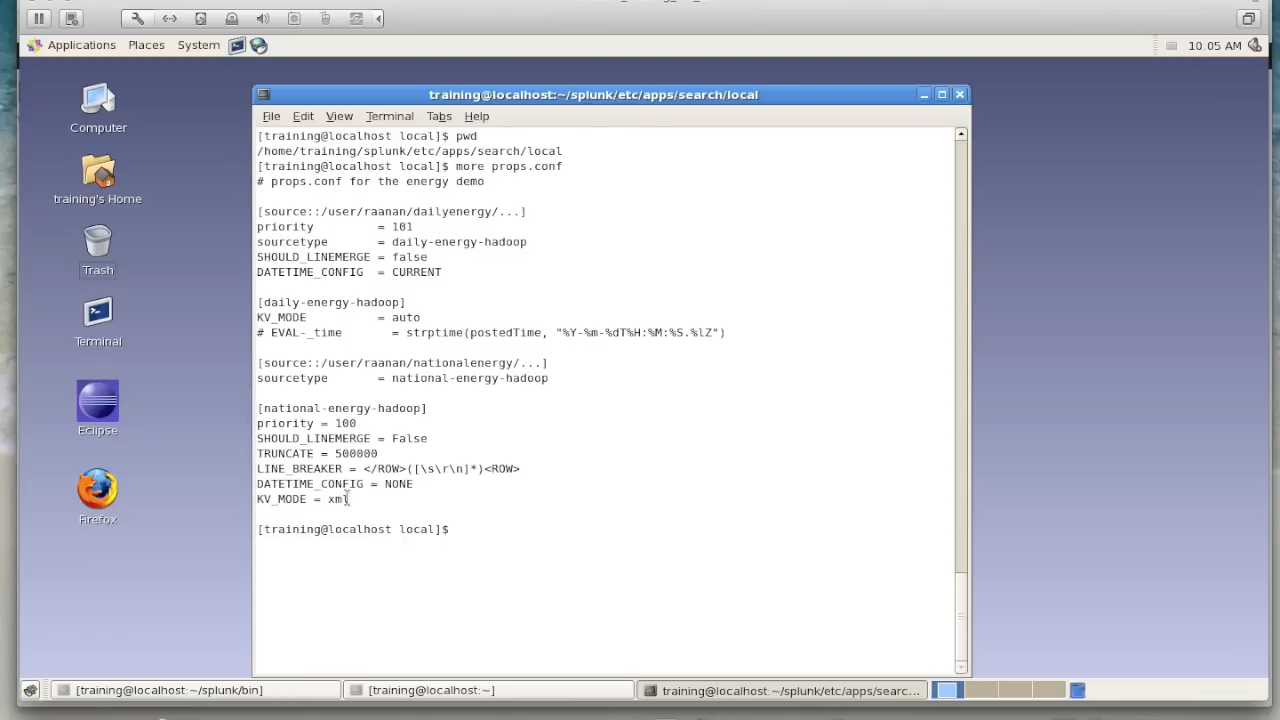 Applications Places System 10.05 AM
Computer
training's Home
Trash
Terminal
Eclipse
Firefox
training@localhost:~/splunk/etc/apps/search/local
File Edit View Terminal Tabs Help
[training@localhost local]$ pwd
/home/training/splunk/etc/apps/search/local
[training@localhost local]$ more props.conf
# props.conf for the energy demo
[source::/user/raanan/dailyenergy/...]
priority = 101
sourcetype = daily-energy-hadoop
SHOULD_LINEMERGE = false
DATETIME_CONFIG = CURRENT
[daily-energy-hadoop]
KV_MODE = auto
# EVAL-_time = strptime(postedTime, "%Y-%m-%dT%H:%M:%S.%lZ")
[source::/user/raanan/nationalenergy/...]
sourcetype = national-energy-hadoop
[national-energy-hadoop]
priority = 100
SHOULD_LINEMERGE = False
TRUNCATE = 500000
LINE_BREAKER = </ROW>([\s\r\n]*)<ROW>
DATETIME_CONFIG = NONE
KV_MODE = xml
[training@localhost local]$
[training@localhost:~/splunk/bin] [training@localhost:~] training@localhost:~/splunk/etc/apps/searc...